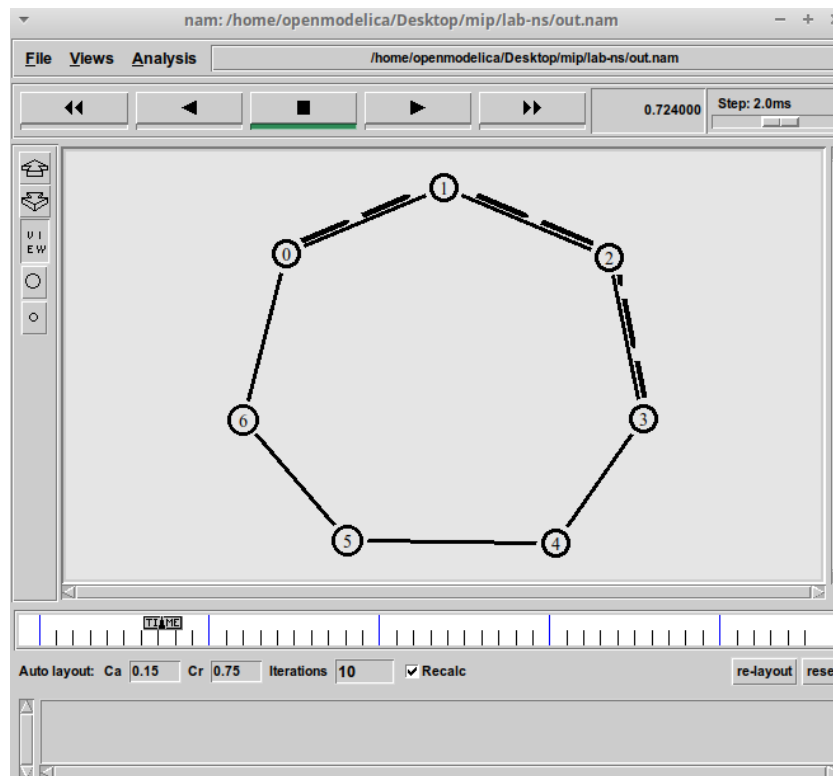 nam: /home/openmodelica/Desktop/mip/lab-ns/out.nam
File Views Analysis /home/openmodelica/Desktop/mip/lab-ns/out.nam
0.724000 Step: 2.0ms
VI
EW
1
0
2
6
3
5
4
TIME
Auto layout: Ca 0.15 Cr 0.75 Iterations 10 Recalc re-layout rese